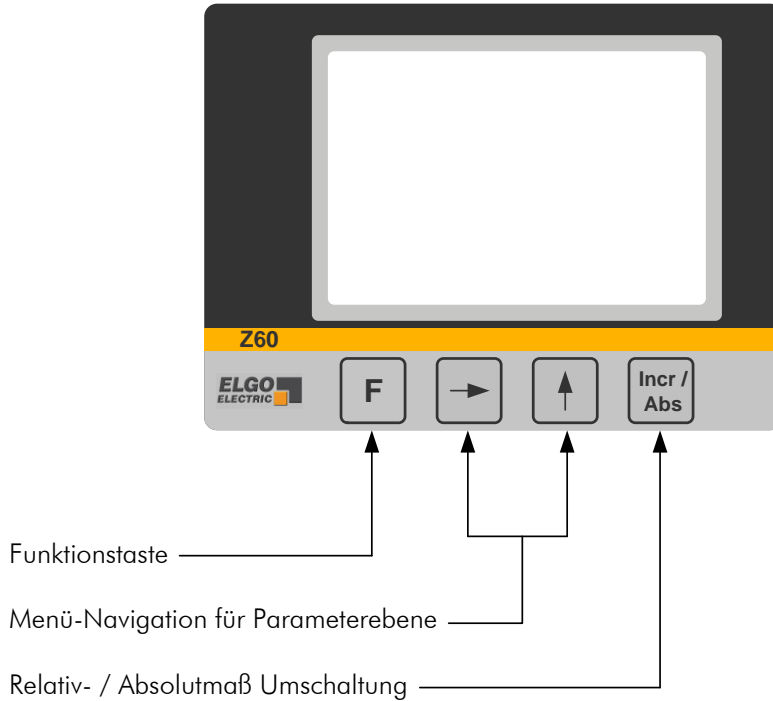 Z60
ELGO
ELECTRIC
F
Incr /
Abs
Funktionstaste
Menü-Navigation für Parameterebene
Relativ- / Absolutmaß Umschaltung